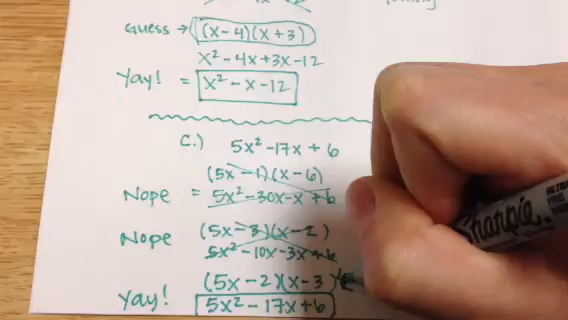 Guess → (x-4)(x+3)
x² - 4x + 3x - 12
Yay! = x² - x - 12
C.) 5x² - 17x + 6
(5x - 1)(x - 6)
Nope = 5x² - 30x - x + 6
Nope (5x - 3)(x - 2)
5x² - 10x - 3x + 6
(5x - 2)(x - 3)
Yay! 5x² - 17x + 6
Sharpie